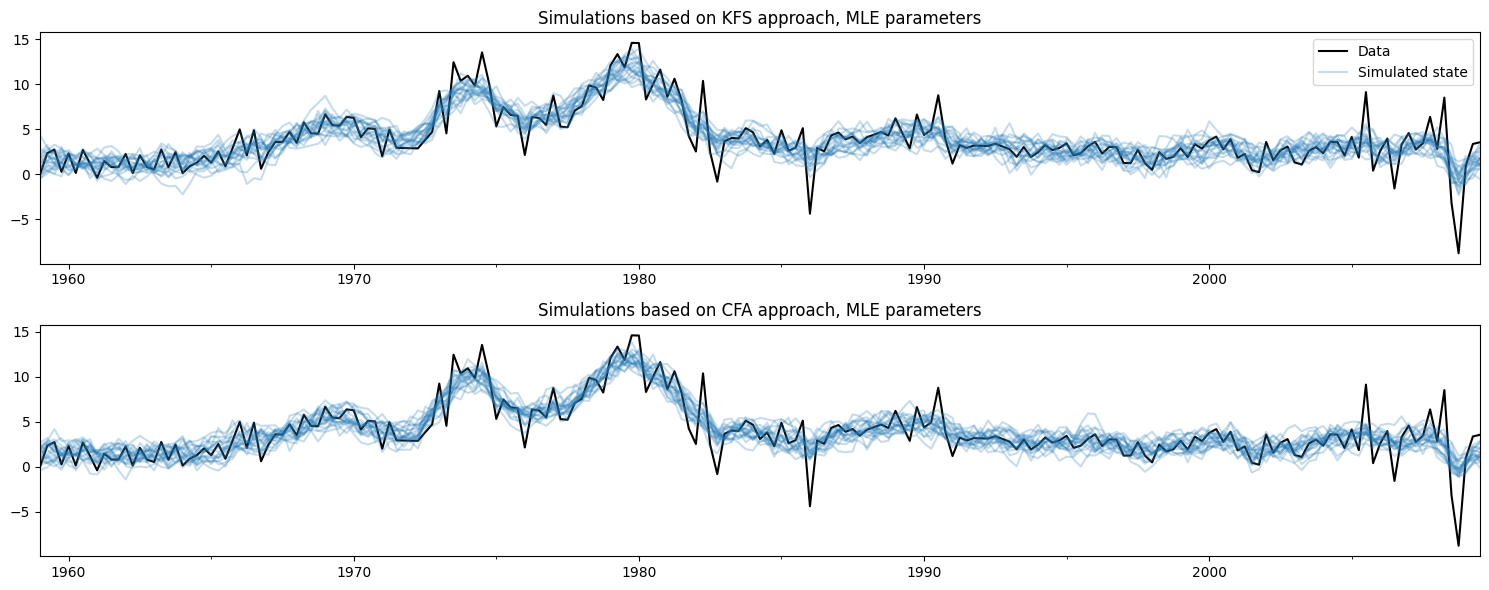 Simulations based on KFS approach, MLE parameters
15
10
5
0
−5
Data
Simulated state
1960 1970 1980 1990 2000
Simulations based on CFA approach, MLE parameters
15
10
5
0
−5
1960 1970 1980 1990 2000